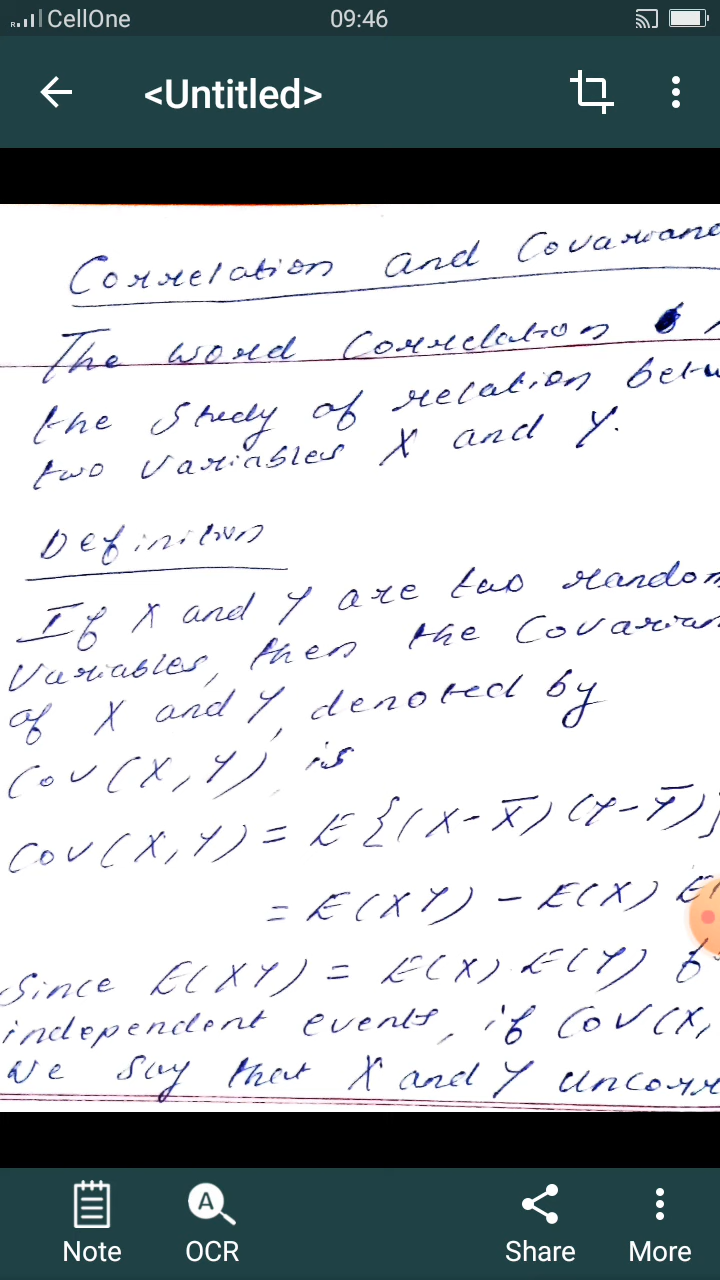 CellOne
09:46
<Untitled>
Correlation and Covarianc
The word Correlation
the study of relation betw
two variables X and Y.
Definition
If X and Y are two random
Variables, then the Covarian
of X and Y, denoted by
Cov(X, Y) is
Cov(X, Y) = E{(X-X̅)(Y-Y̅)}
= E(XY) - E(X) E(
Since E(XY) = E(X).E(Y) f
independent events, if Cov(X,
We say that X and Y uncorr
Note
OCR
Share
More